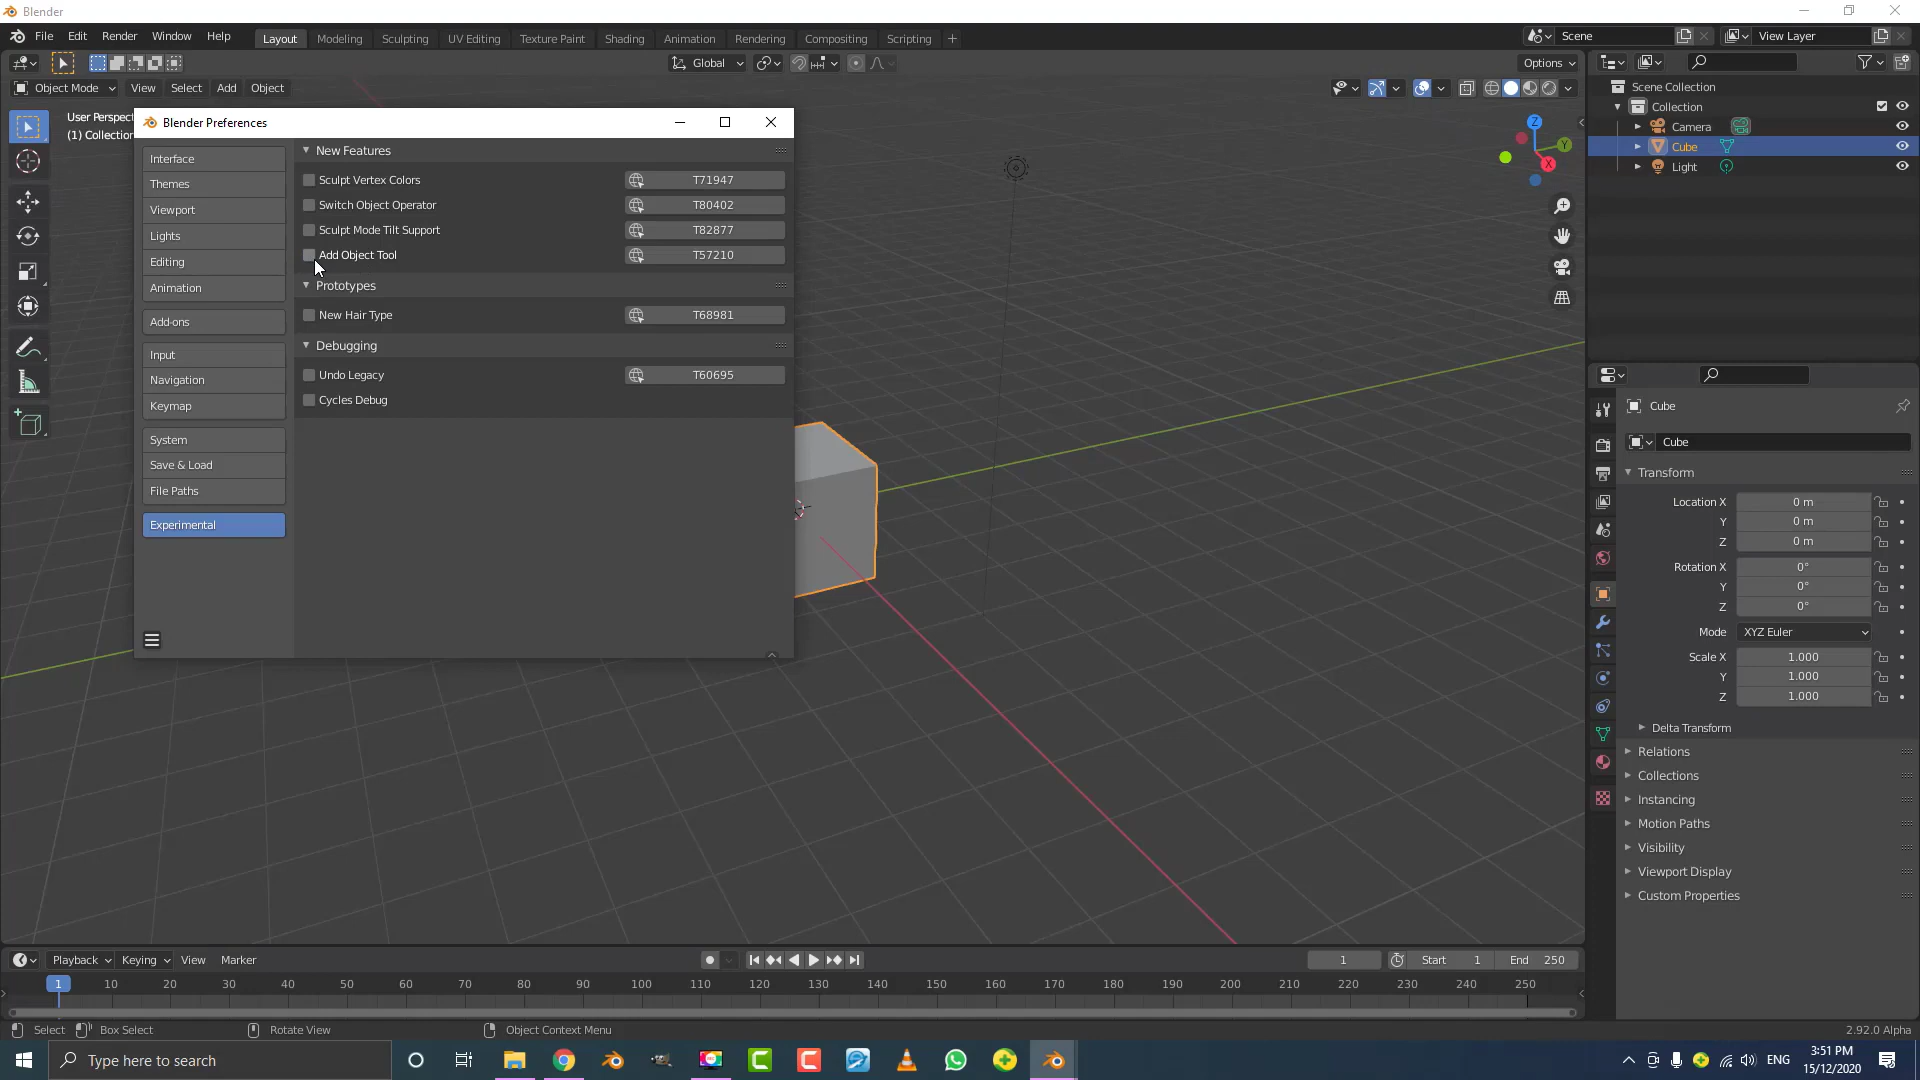 Blender
File Edit Render Window Help
Layout Modeling Sculpting UV Editing Texture Paint Shading Animation Rendering Compositing Scripting +
Scene View Layer
Global Options
Object Mode View Select Add Object
User Perspect
(1) Collection
Blender Preferences
Interface
Themes
Viewport
Lights
Editing
Animation
Add-ons
Input
Navigation
Keymap
System
Save & Load
File Paths
Experimental
New Features
Sculpt Vertex Colors T71947
Switch Object Operator T80402
Sculpt Mode Tilt Support T82877
Add Object Tool T57210
Prototypes
New Hair Type T68981
Debugging
Undo Legacy T60695
Cycles Debug
Z
Y
X
Scene Collection
Collection
Camera
Cube
Light
Cube
Cube
Transform
Location X 0 m
Y 0 m
Z 0 m
Rotation X 0°
Y 0°
Z 0°
Mode XYZ Euler
Scale X 1.000
Y 1.000
Z 1.000
Delta Transform
Relations
Collections
Instancing
Motion Paths
Visibility
Viewport Display
Custom Properties
Playback Keying View Marker 1 Start 1 End 250
1 10 20 30 40 50 60 70 80 90 100 110 120 130 140 150 160 170 180 190 200 210 220 230 240 250
Select Box Select Rotate View Object Context Menu 2.92.0 Alpha
Type here to search
ENG
3:51 PM
15/12/2020